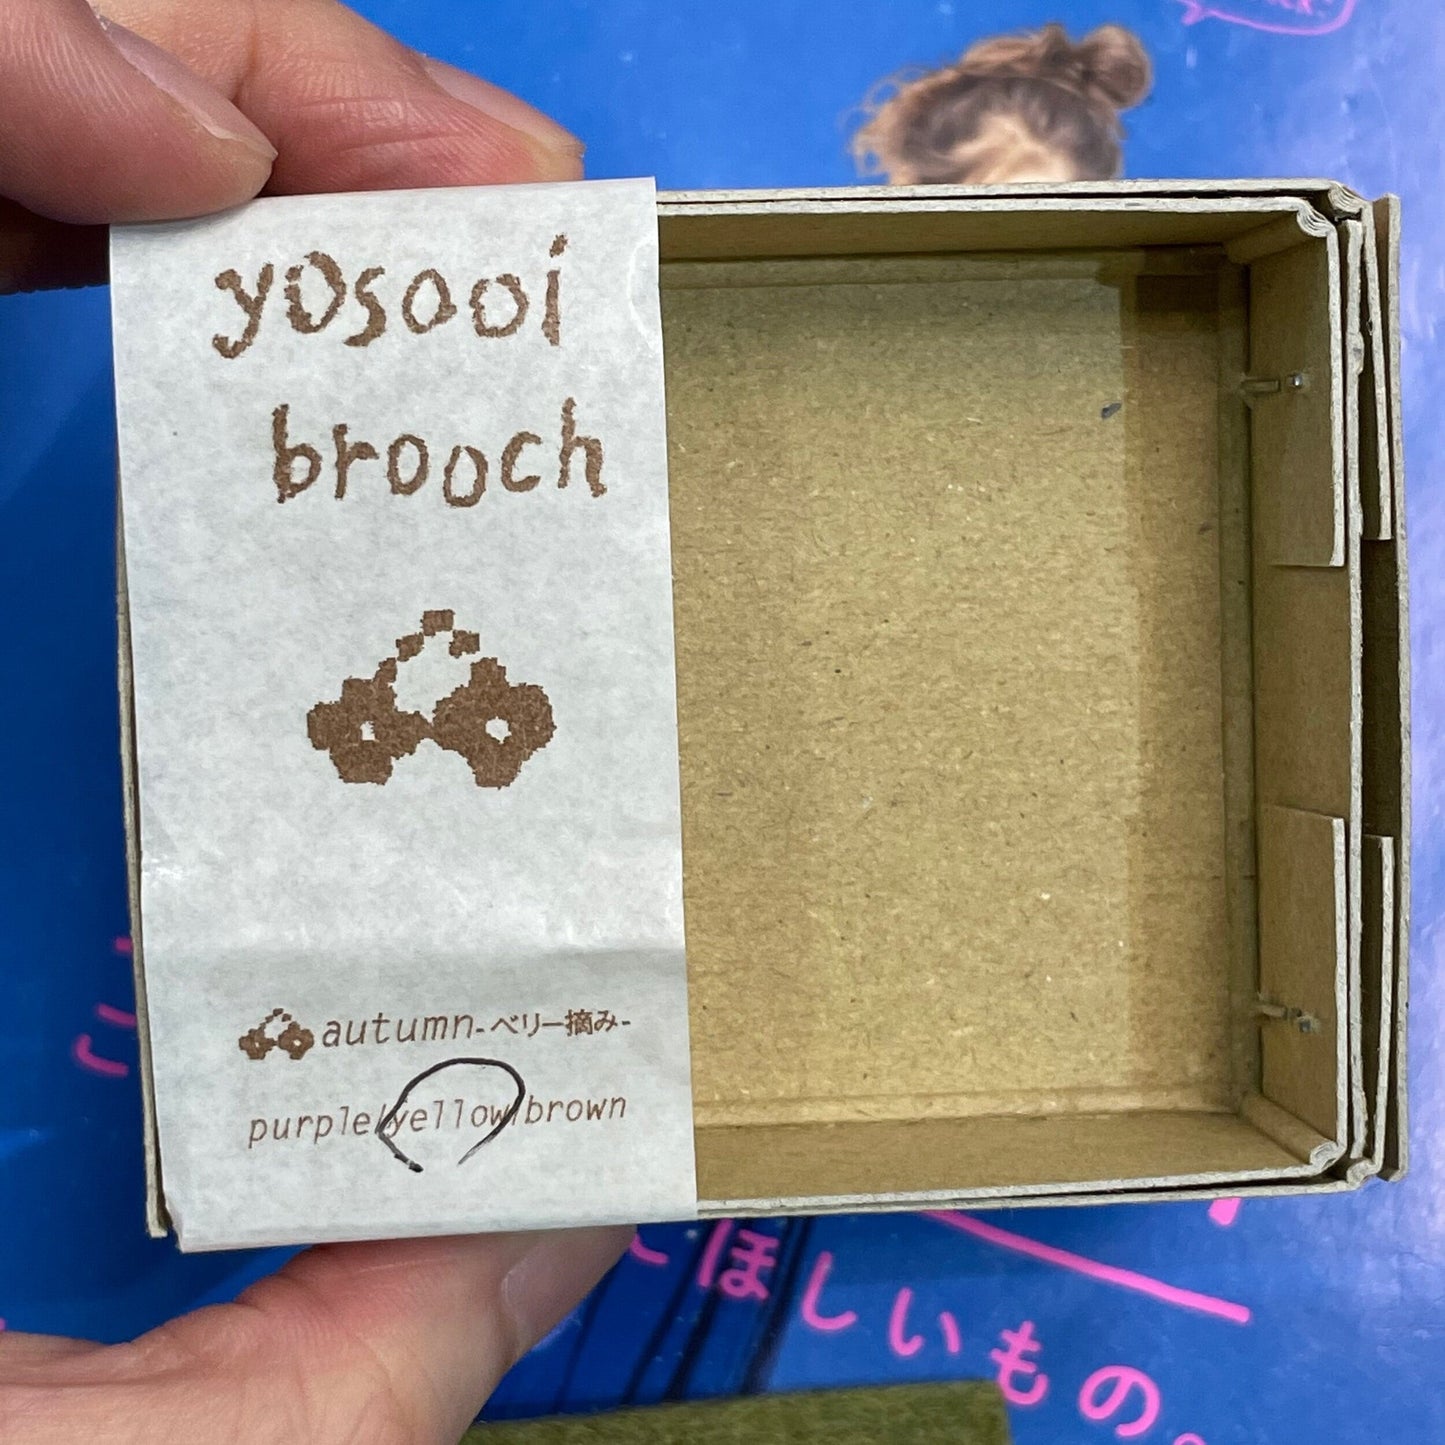 yosooi
brooch
autumn-ベリー摘み-
purple/yellow/brown
ほしいもの。